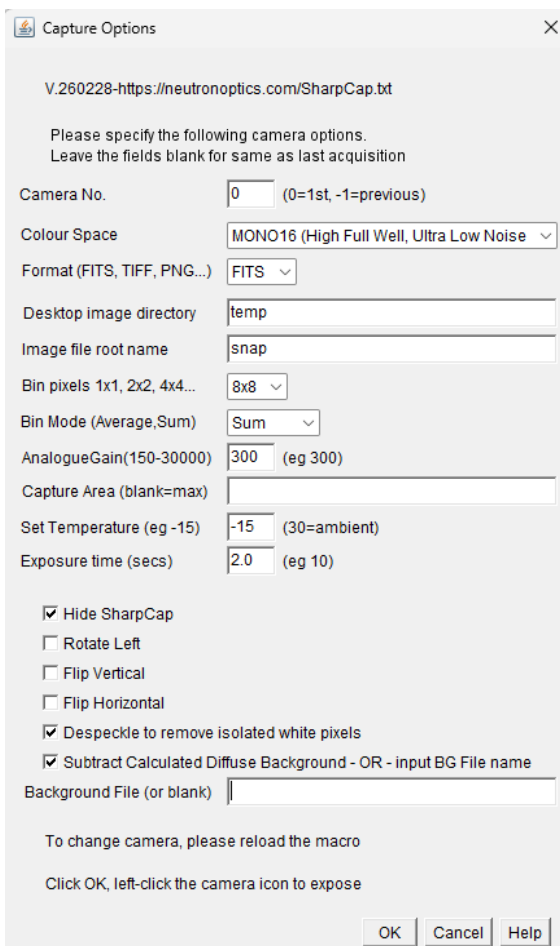 Capture Options
V.260228-https://neutronoptics.com/SharpCap.txt
Please specify the following camera options.
Leave the fields blank for same as last acquisition
Camera No. 0 (0=1st, -1=previous)
Colour Space MONO16 (High Full Well, Ultra Low Noise
Format (FITS, TIFF, PNG...) FITS
Desktop image directory temp
Image file root name snap
Bin pixels 1x1, 2x2, 4x4... 8x8
Bin Mode (Average,Sum) Sum
AnalogueGain(150-30000) 300 (eg 300)
Capture Area (blank=max)
Set Temperature (eg -15) -15 (30=ambient)
Exposure time (secs) 2.0 (eg 10)
Hide SharpCap
Rotate Left
Flip Vertical
Flip Horizontal
Despeckle to remove isolated white pixels
Subtract Calculated Diffuse Background - OR - input BG File name
Background File (or blank)
To change camera, please reload the macro
Click OK, left-click the camera icon to expose
OK Cancel Help